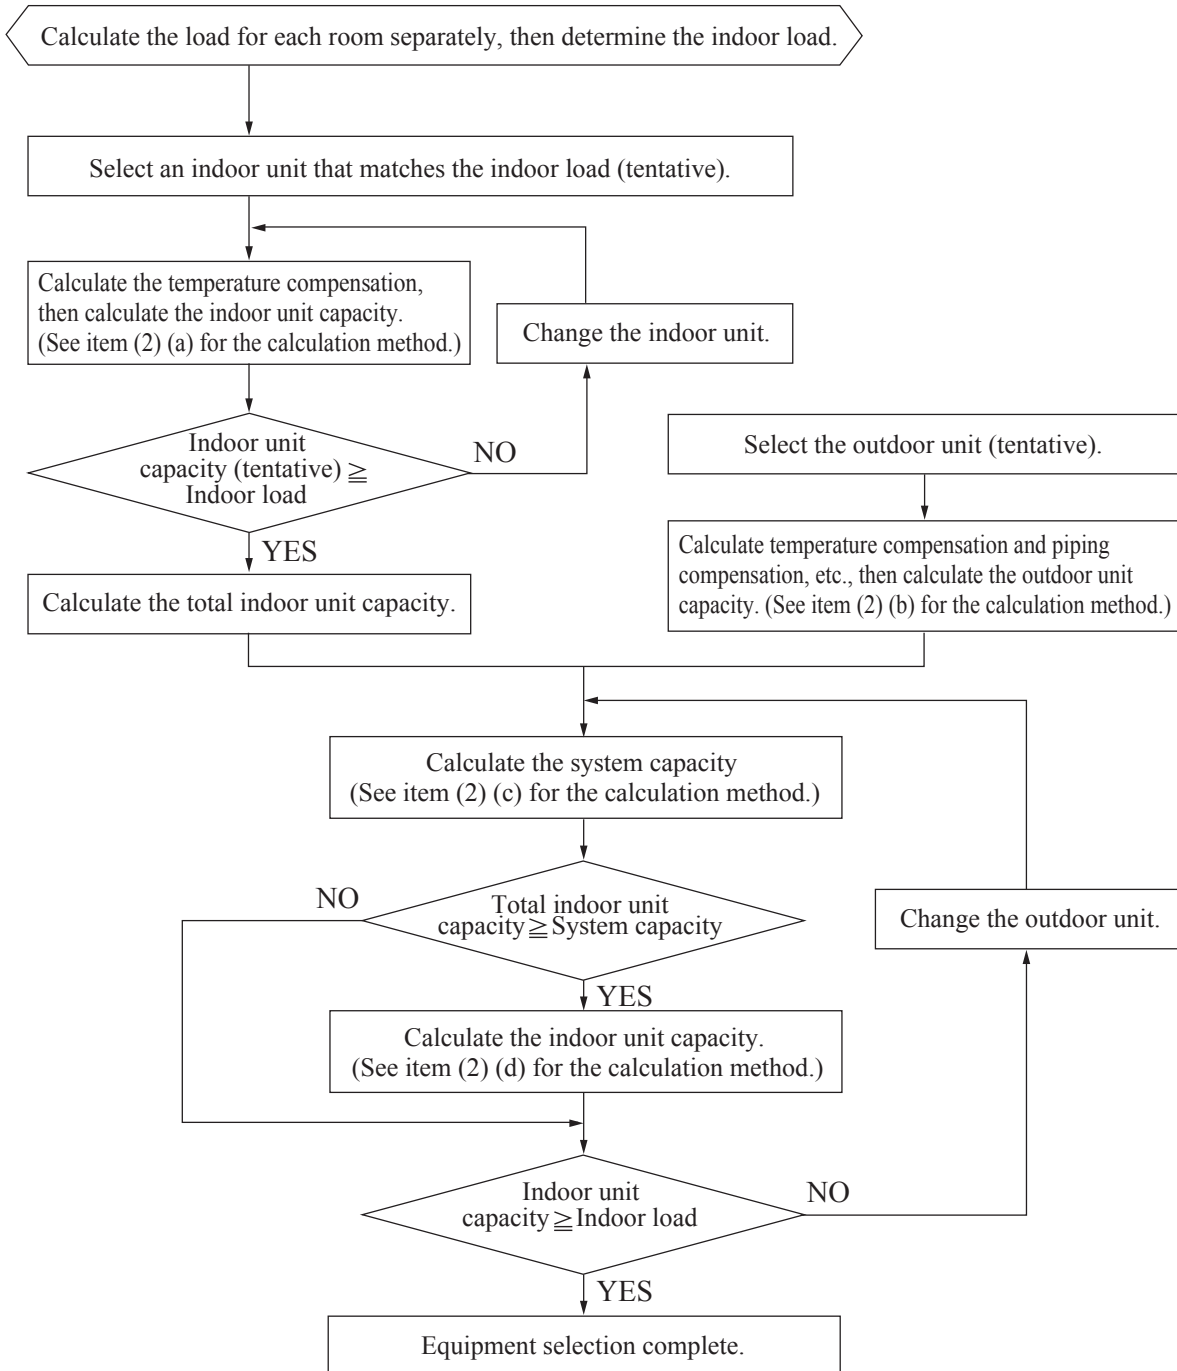 Calculate the load for each room separately, then determine the indoor load.
Select an indoor unit that matches the indoor load (tentative).
Calculate the temperature compensation,
then calculate the indoor unit capacity.
(See item (2) (a) for the calculation method.)
Change the indoor unit.
Indoor unit
capacity (tentative) ≧
Indoor load
NO
YES
Select the outdoor unit (tentative).
Calculate temperature compensation and piping
compensation, etc., then calculate the outdoor unit
capacity. (See item (2) (b) for the calculation method.)
Calculate the total indoor unit capacity.
Calculate the system capacity
(See item (2) (c) for the calculation method.)
NO
Total indoor unit
capacity≧System capacity
YES
Change the outdoor unit.
Calculate the indoor unit capacity.
(See item (2) (d) for the calculation method.)
Indoor unit
capacity≧Indoor load
NO
YES
Equipment selection complete.